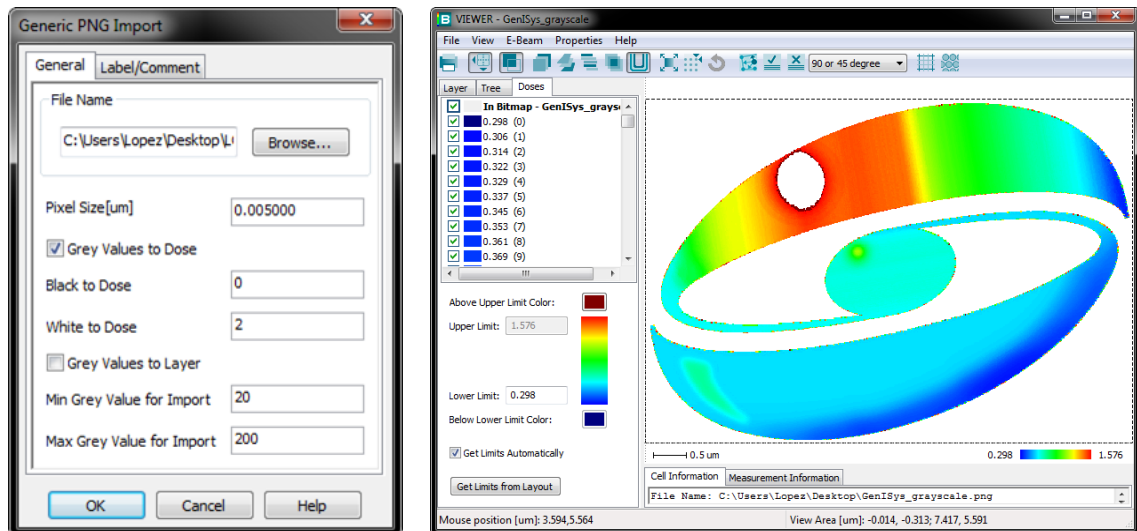 Generic PNG Import
General Label/Comment
File Name
C:\Users\Lopez\Desktop\L
Browse...
Pixel Size[um] 0.005000
Grey Values to Dose
Black to Dose 0
White to Dose 2
Grey Values to Layer
Min Grey Value for Import 20
Max Grey Value for Import 200
OK Cancel Help
VIEWER - GenISys_grayscale
File View E-Beam Properties Help
90 or 45 degree
Layer Tree Doses
In Bitmap - GenISys_grays
0.298 (0)
0.306 (1)
0.314 (2)
0.322 (3)
0.329 (4)
0.337 (5)
0.345 (6)
0.353 (7)
0.361 (8)
0.369 (9)
Above Upper Limit Color:
Upper Limit: 1.576
Lower Limit: 0.298
Below Lower Limit Color:
Get Limits Automatically
Get Limits from Layout
0.5 um 0.298 1.576
Cell Information Measurement Information
File Name: C:\Users\Lopez\Desktop\GenISys_grayscale.png
Mouse position [um]: 3.594,5.564 View Area [um]: -0.014, -0.313; 7.417, 5.591